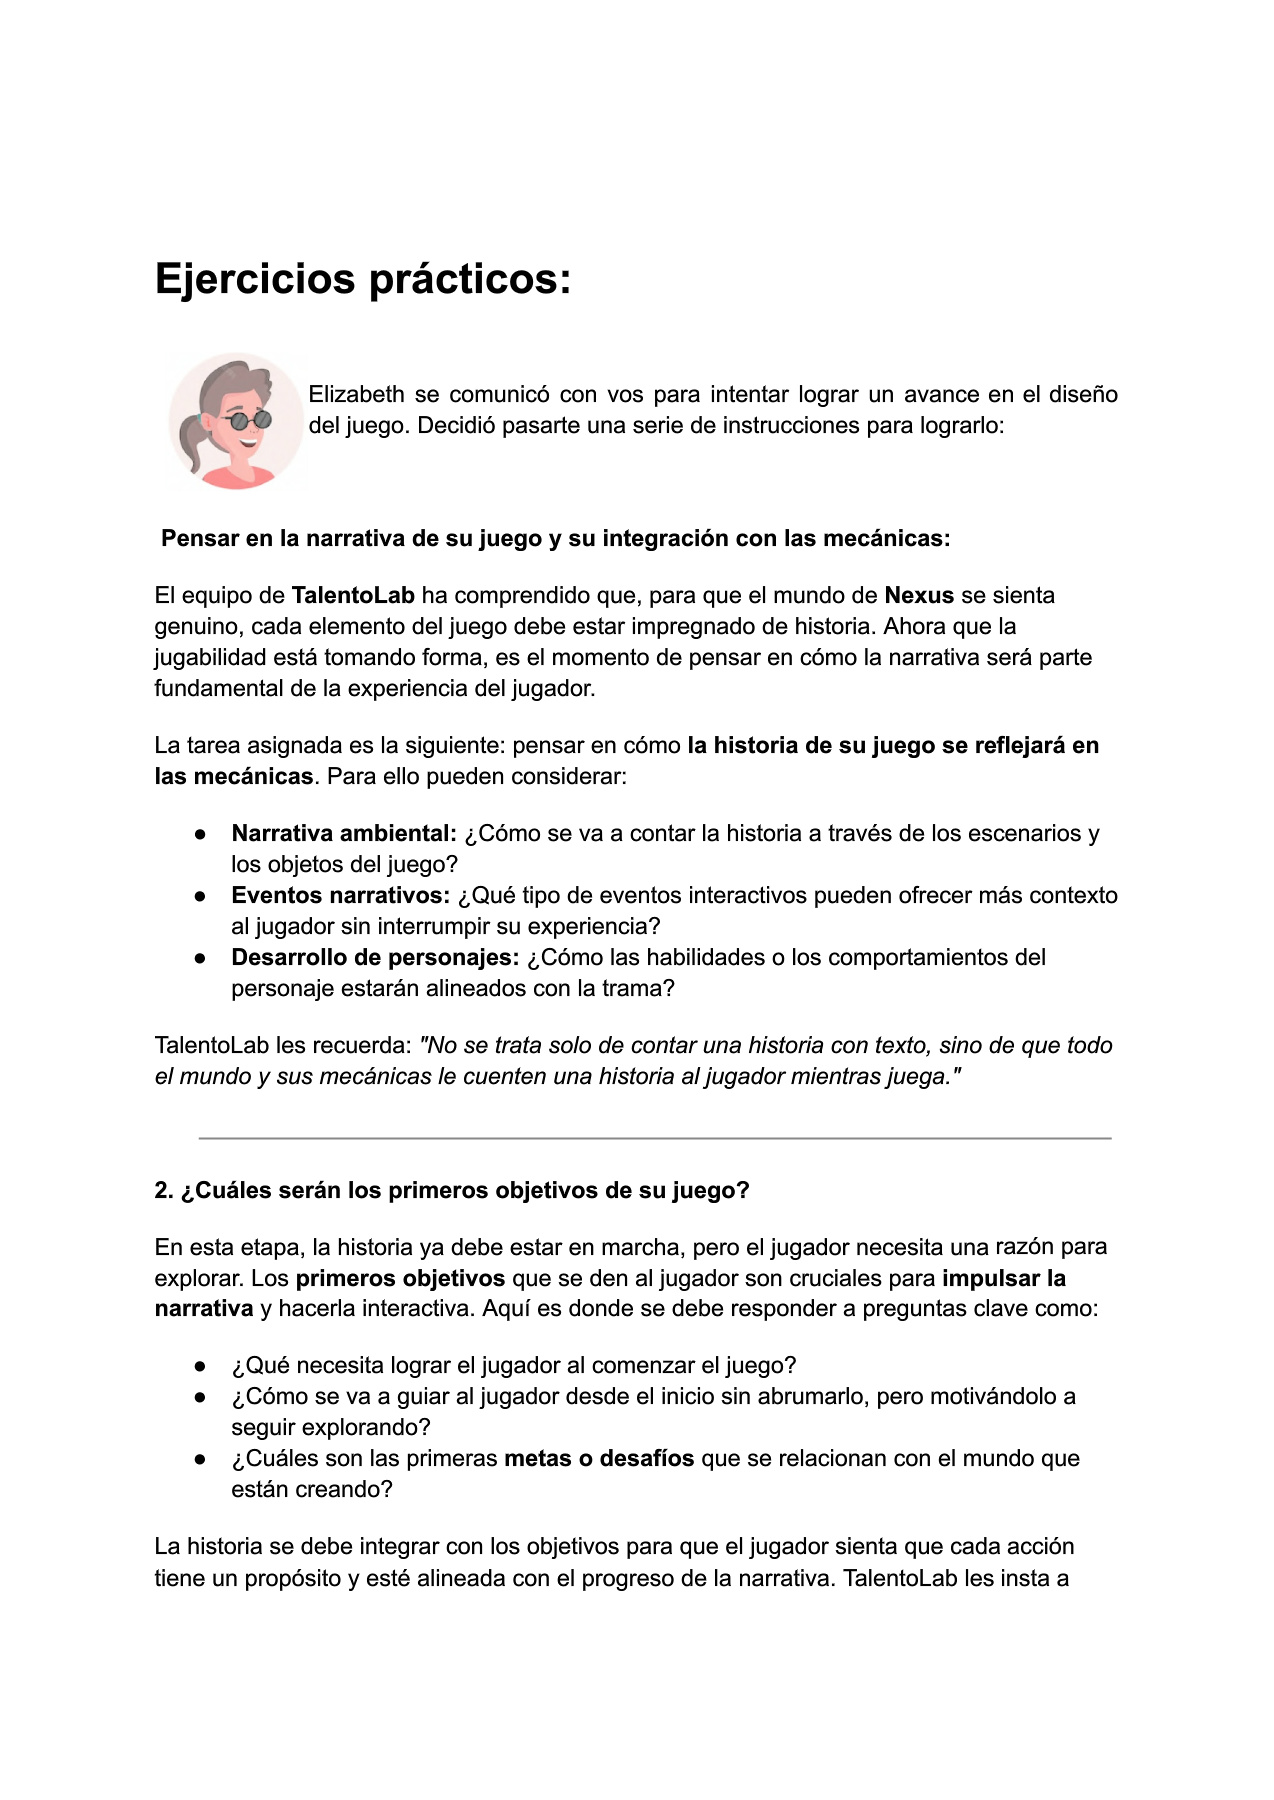 Ejercicios prácticos:
Elizabeth se comunicó con vos para intentar lograr un avance en el diseño
del juego. Decidió pasarte una serie de instrucciones para lograrlo:
Pensar en la narrativa de su juego y su integración con las mecánicas:
El equipo de TalentoLab ha comprendido que, para que el mundo de Nexus se sienta
genuino, cada elemento del juego debe estar impregnado de historia. Ahora que la
jugabilidad está tomando forma, es el momento de pensar en cómo la narrativa será parte
fundamental de la experiencia del jugador.
La tarea asignada es la siguiente: pensar en cómo la historia de su juego se reflejará en
las mecánicas. Para ello pueden considerar:
● Narrativa ambiental: ¿Cómo se va a contar la historia a través de los escenarios y
los objetos del juego?
● Eventos narrativos: ¿Qué tipo de eventos interactivos pueden ofrecer más contexto
al jugador sin interrumpir su experiencia?
● Desarrollo de personajes: ¿Cómo las habilidades o los comportamientos del
personaje estarán alineados con la trama?
TalentoLab les recuerda: "No se trata solo de contar una historia con texto, sino de que todo
el mundo y sus mecánicas le cuenten una historia al jugador mientras juega."
2. ¿Cuáles serán los primeros objetivos de su juego?
En esta etapa, la historia ya debe estar en marcha, pero el jugador necesita una razón para
explorar. Los primeros objetivos que se den al jugador son cruciales para impulsar la
narrativa y hacerla interactiva. Aquí es donde se debe responder a preguntas clave como:
● ¿Qué necesita lograr el jugador al comenzar el juego?
● ¿Cómo se va a guiar al jugador desde el inicio sin abrumarlo, pero motivándolo a
seguir explorando?
● ¿Cuáles son las primeras metas o desafíos que se relacionan con el mundo que
están creando?
La historia se debe integrar con los objetivos para que el jugador sienta que cada acción
tiene un propósito y esté alineada con el progreso de la narrativa. TalentoLab les insta a